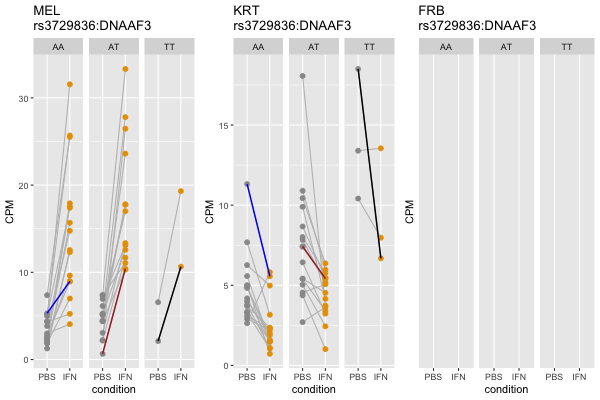 MEL
rs3729836:DNAAF3
AA AT TT
30
20
10
0
CPM
PBS IFN PBS IFN PBS IFN
condition
KRT
rs3729836:DNAAF3
AA AT TT
15
10
5
0
CPM
PBS IFN PBS IFN PBS IFN
condition
FRB
rs3729836:DNAAF3
AA AT TT
CPM
PBS IFN PBS IFN PBS IFN
condition